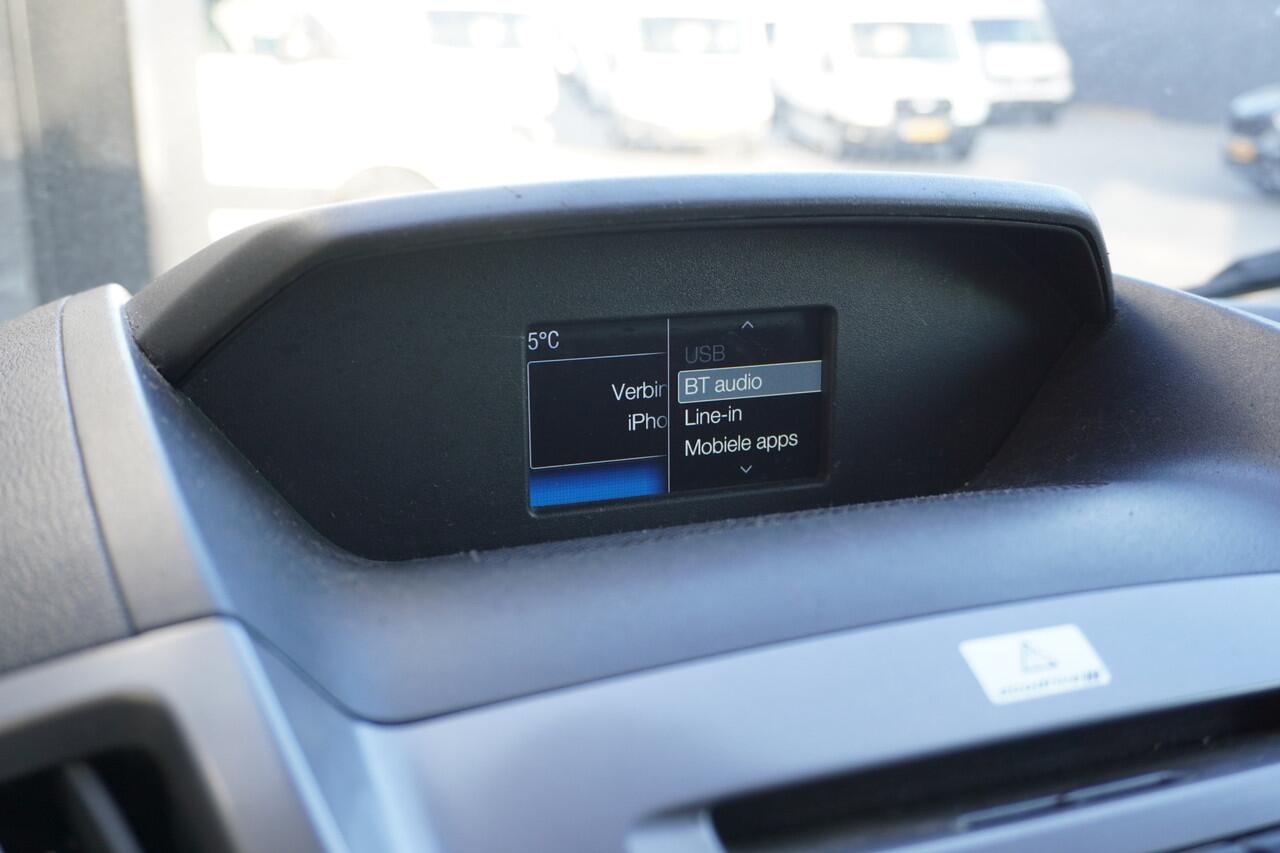 5°C
Verbin
iPho
USB
BT audio
Line-in
Mobiele apps